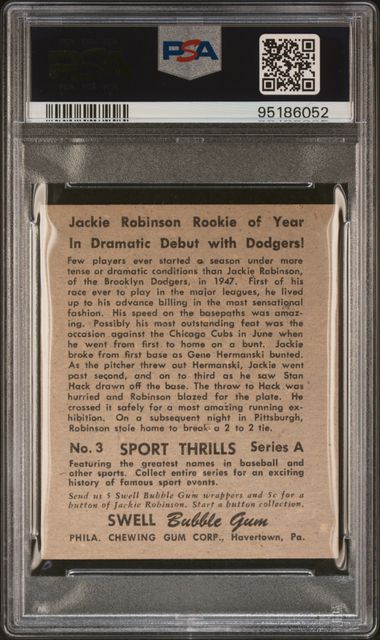 PSA
95186052
Jackie Robinson Rookie of Year
In Dramatic Debut with Dodgers!
Few players ever started a season under more
tense or dramatic conditions than Jackie Robinson,
of the Brooklyn Dodgers, in 1947. First of his
race ever to play in the major leagues, he lived
up to his advance billing in the most sensational
fashion. His speed on the basepaths was amaz-
ing. Possibly his most outstanding feat was the
occasion against the Chicago Cubs in June when
he went from first to home on a bunt. Jackie
broke from first base as Gene Hermanski bunted.
As the pitcher threw out Hermanski, Jackie went
past second, and on to third as he saw Stan
Hack drawn off the base. The throw to Hack was
hurried and Robinson blazed for the plate. He
crossed it safely for a most amazing running ex-
hibition. On a subsequent night in Pittsburgh,
Robinson stole home to break a 2 to 2 tie.
No. 3 SPORT THRILLS Series A
Featuring the greatest names in baseball and
other sports. Collect entire series for an exciting
history of famous sport events.
Send us 5 Swell Bubble Gum wrappers and 5c for a
button of Jackie Robinson. Start a button collection.
SWELL Bubble Gum
PHILA. CHEWING GUM CORP., Havertown, Pa.